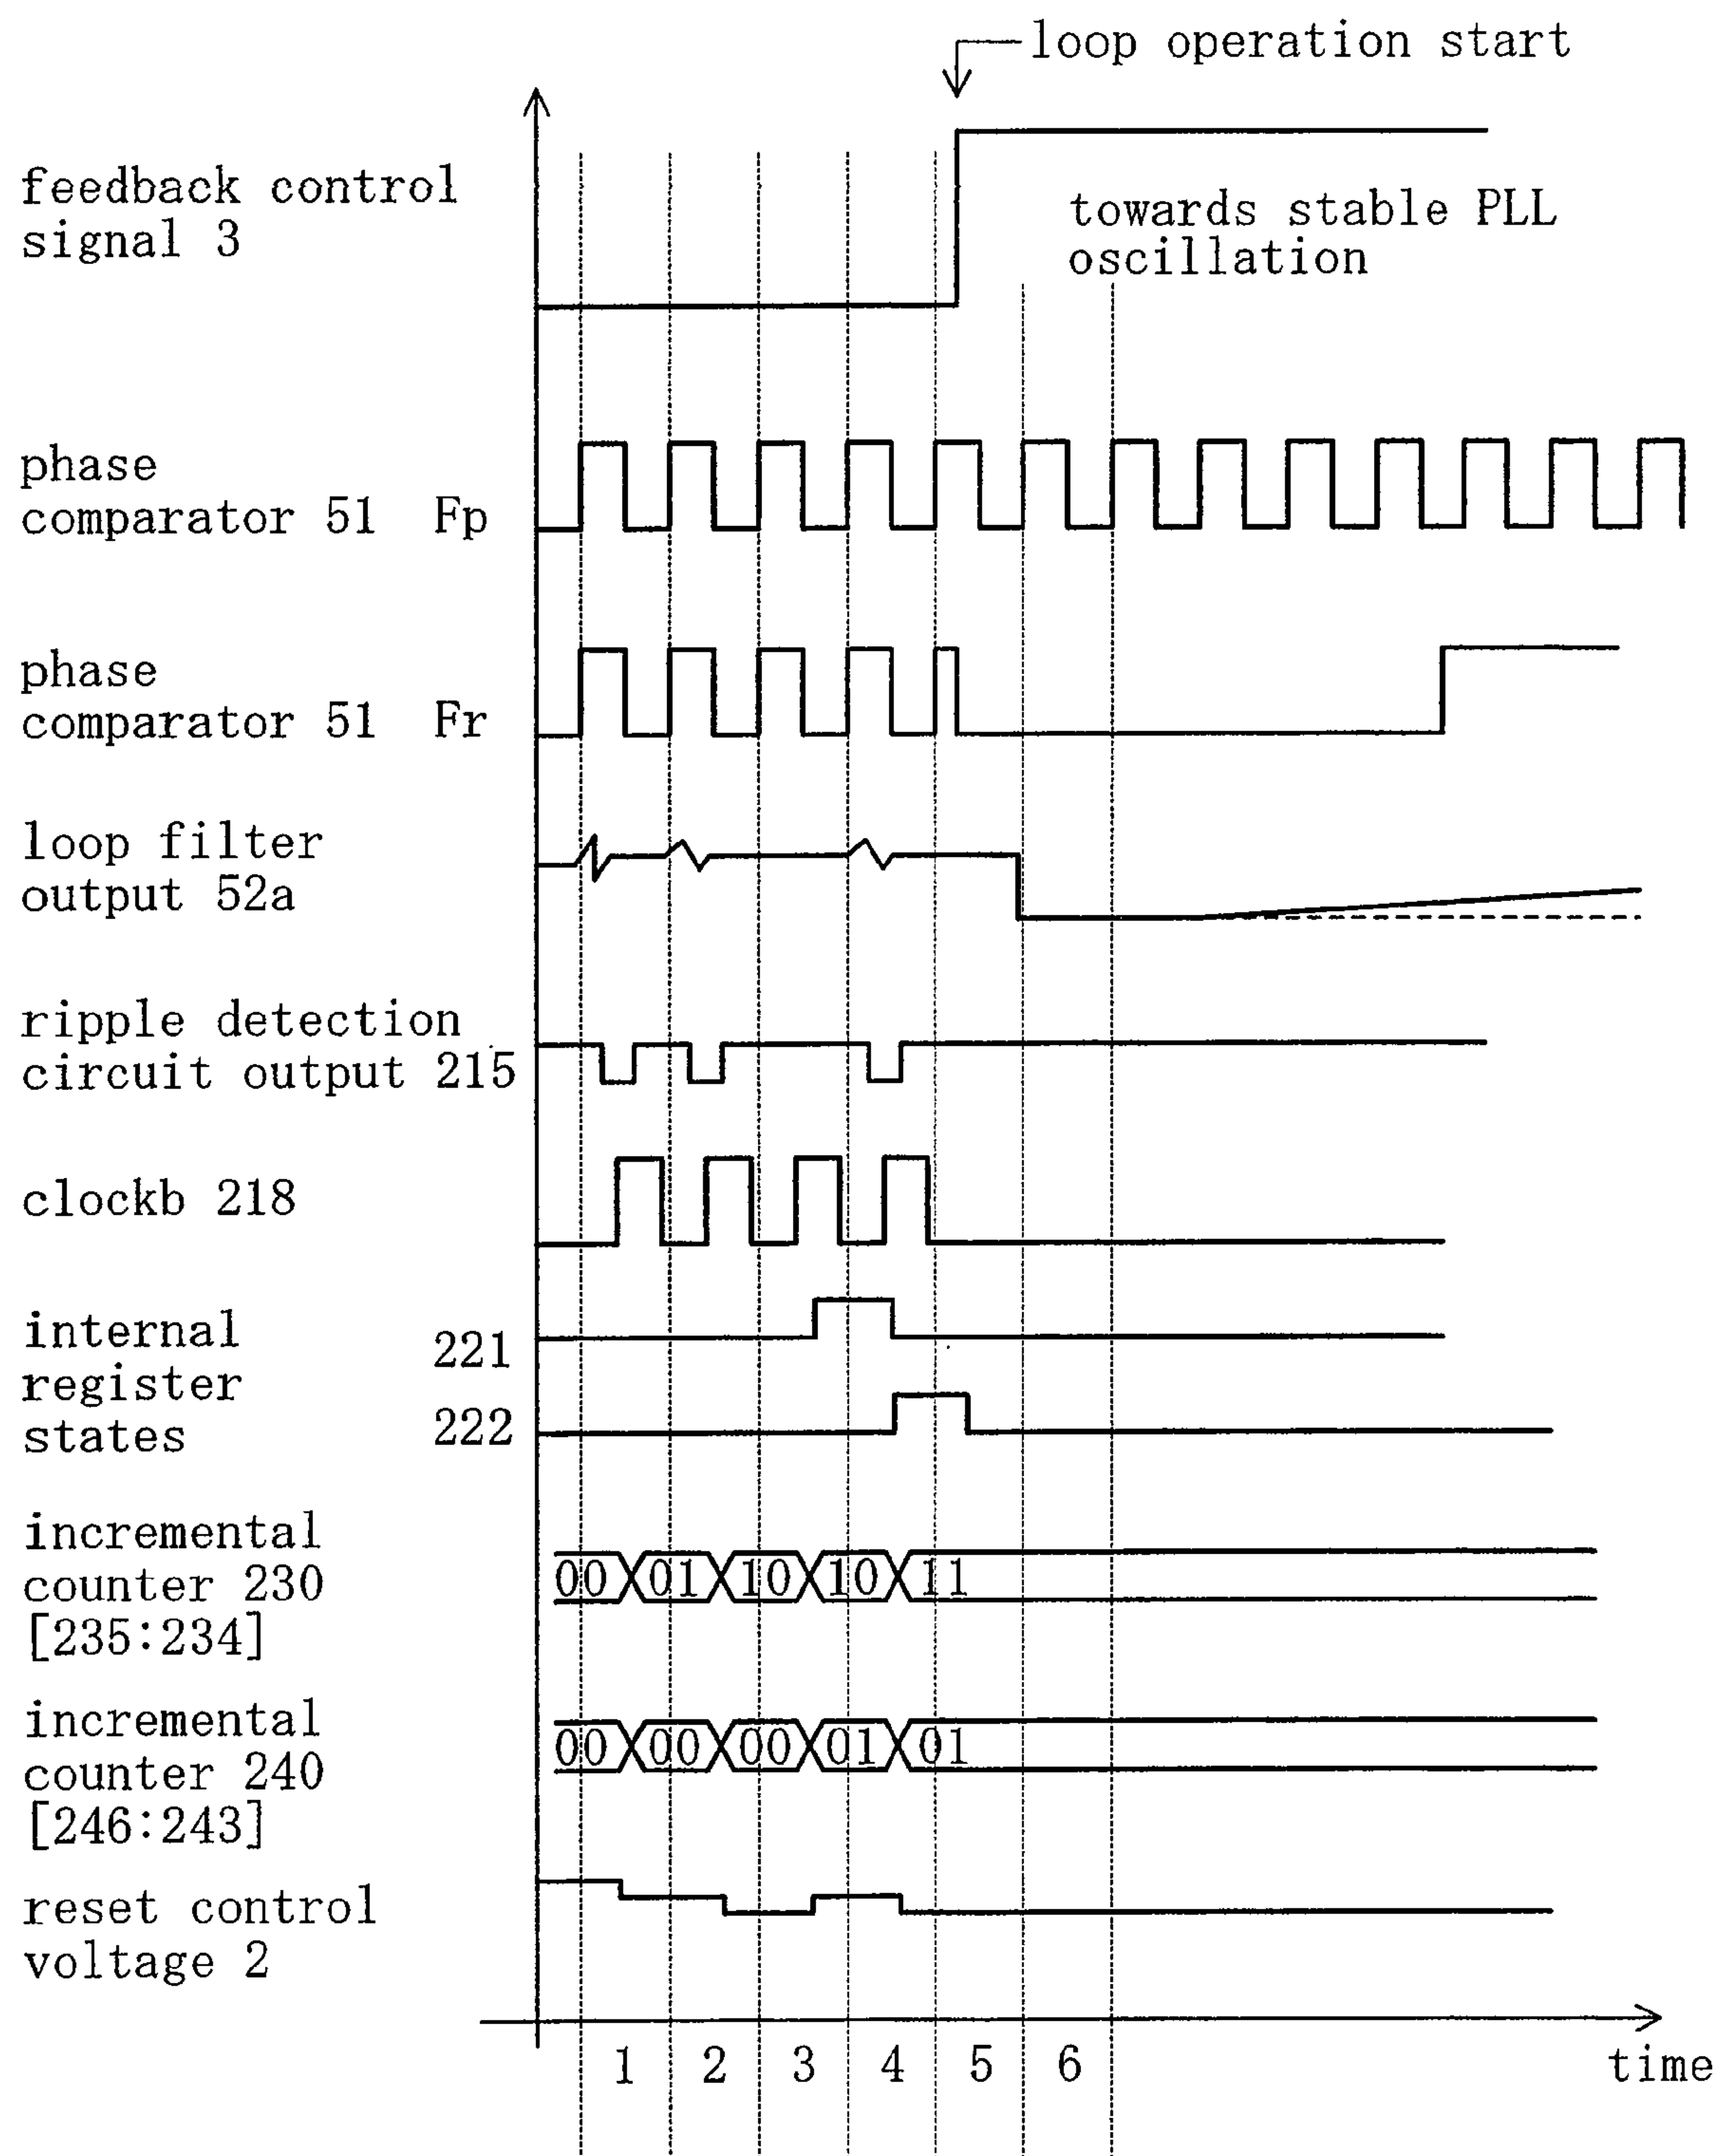 loop operation start
feedback control
signal 3
towards stable PLL
oscillation
phase
comparator 51 Fp
phase
comparator 51 Fr
loop filter
output 52a
ripple detection
circuit output 215
clockb 218
internal
register
states
221
222
incremental
counter 230
[235:234]
00 01 10 10 11
incremental
counter 240
[246:243]
00 00 00 01 01
reset control
voltage 2
1 2 3 4 5 6
time